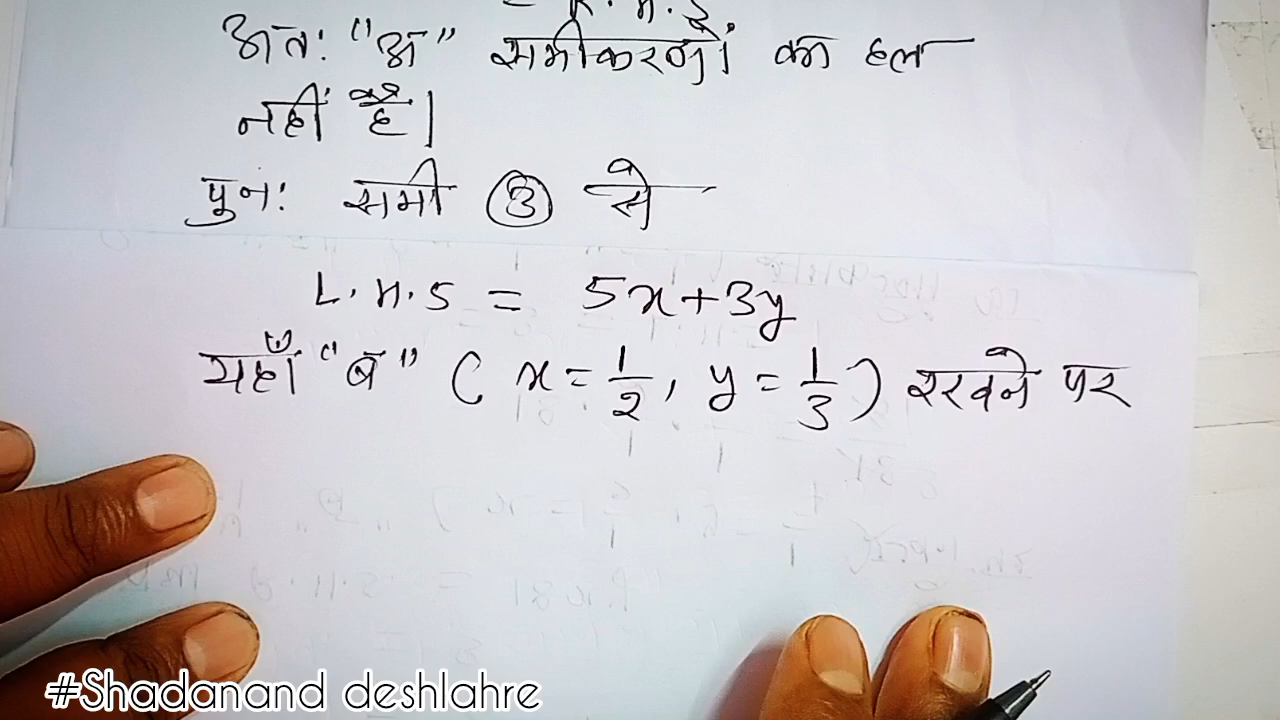 = R.H.S
अतः "अ" समीकरणों का हल
नहीं है।
पुनः समी ③ से
L.H.S = 5x+3y
यहाँ "ब" ( x = 1/2, y = 1/3 ) रखने पर
#Shadanand deshlahre